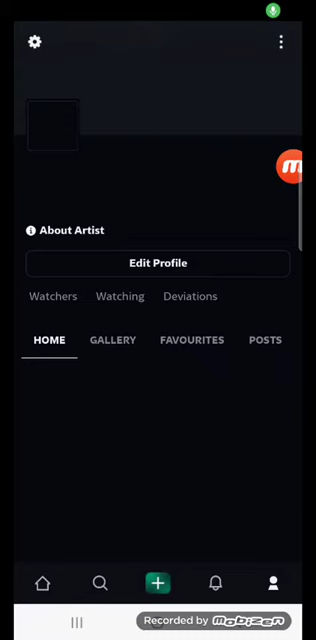 About Artist
Edit Profile
Watchers Watching Deviations
HOME GALLERY FAVOURITES POSTS
Recorded by mobizen